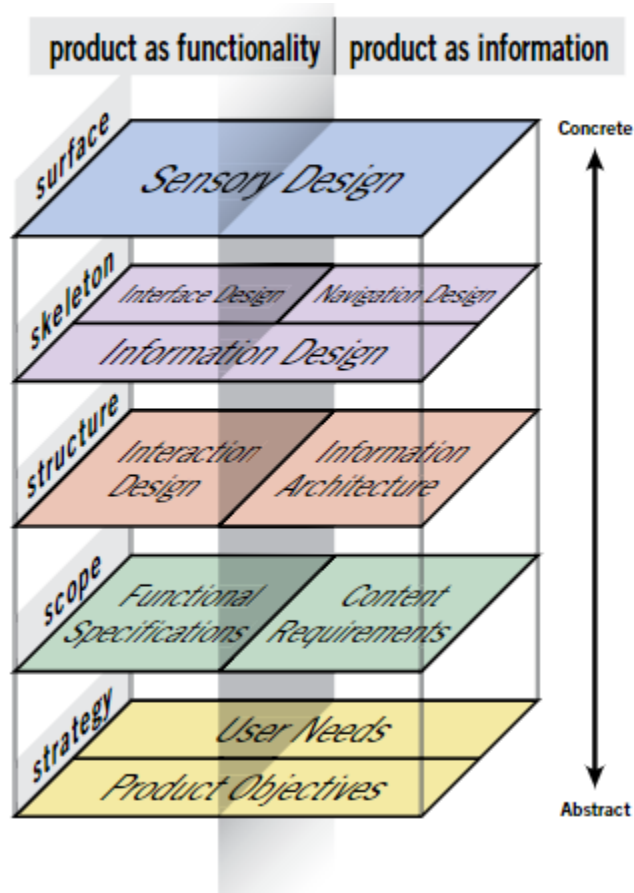 product as functionality
product as information
surface
Concrete
Sensory Design
skeleton
Interface Design
Navigation Design
Information Design
structure
Interaction
Design
Information
Architecture
scope
Functional
Specifications
Content
Requirements
strategy
User Needs
Product Objectives
Abstract